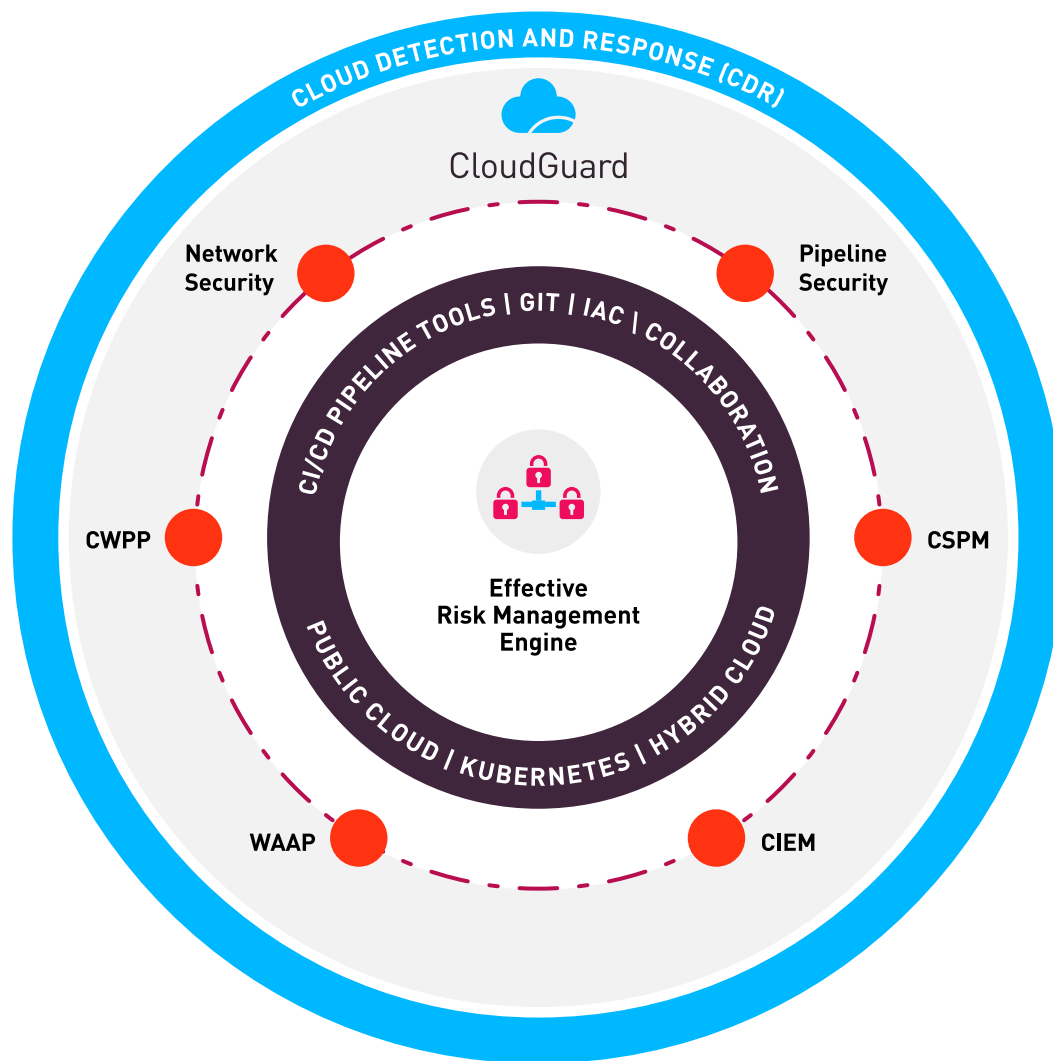 CLOUD DETECTION AND RESPONSE (CDR)
CloudGuard
Network
Security
Pipeline
Security
CI/CD PIPELINE TOOLS | GIT | IAC \ COLLABORATION
CWPP
CSPM
Effective
Risk Management
Engine
PUBLIC CLOUD | KUBERNETES | HYBRID CLOUD
WAAP
CIEM